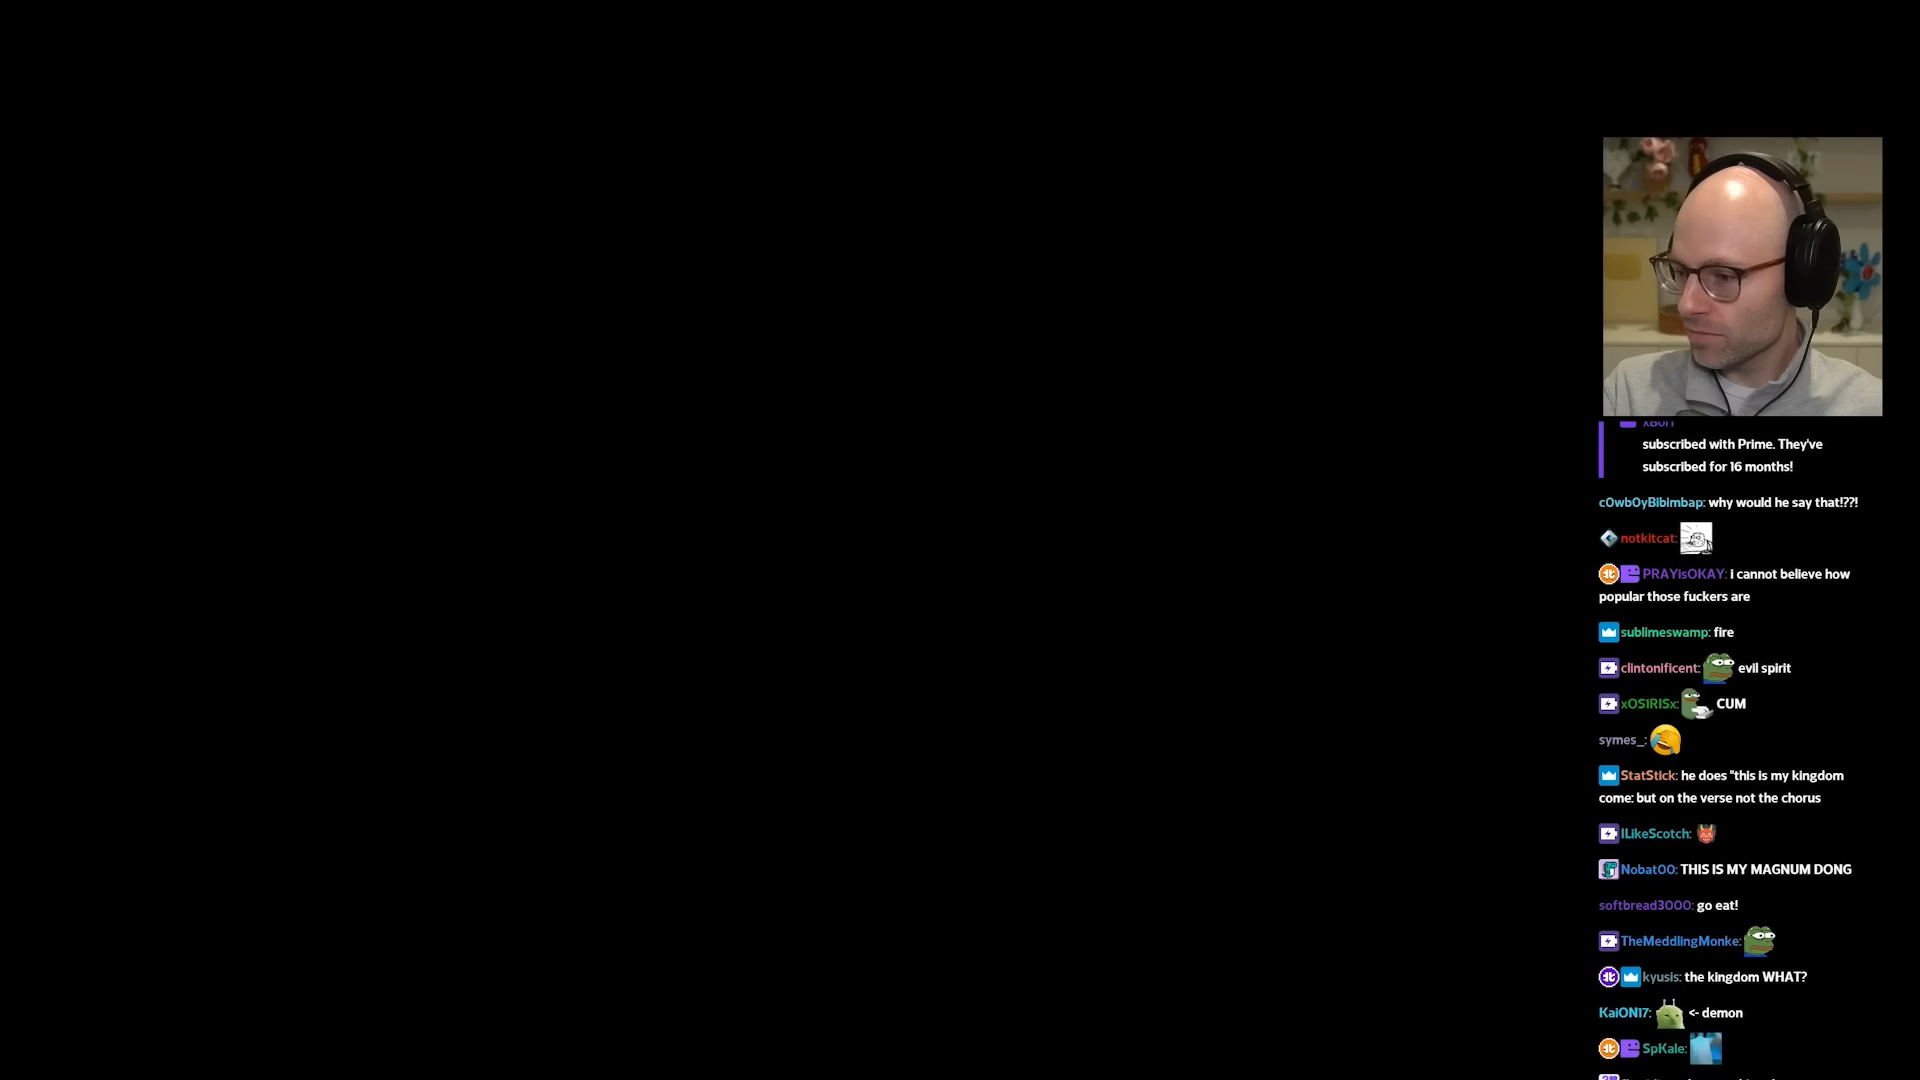 subscribed with Prime. They've
subscribed for 16 months!
c0wb0yBibimbap: why would he say that!??!
notkitcat:
PRAYisOKAY: i cannot believe how
popular those fuckers are
sublimeswamp: fire
clintonificent: evil spirit
xOSIRISx: CUM
symes_:
StatStick: he does "this is my kingdom
come: but on the verse not the chorus
ILikeScotch:
Nobat00: THIS IS MY MAGNUM DONG
softbread3000: go eat!
TheMeddlingMonke:
kyusis: the kingdom WHAT?
KaiON17: <- demon
SpKale: